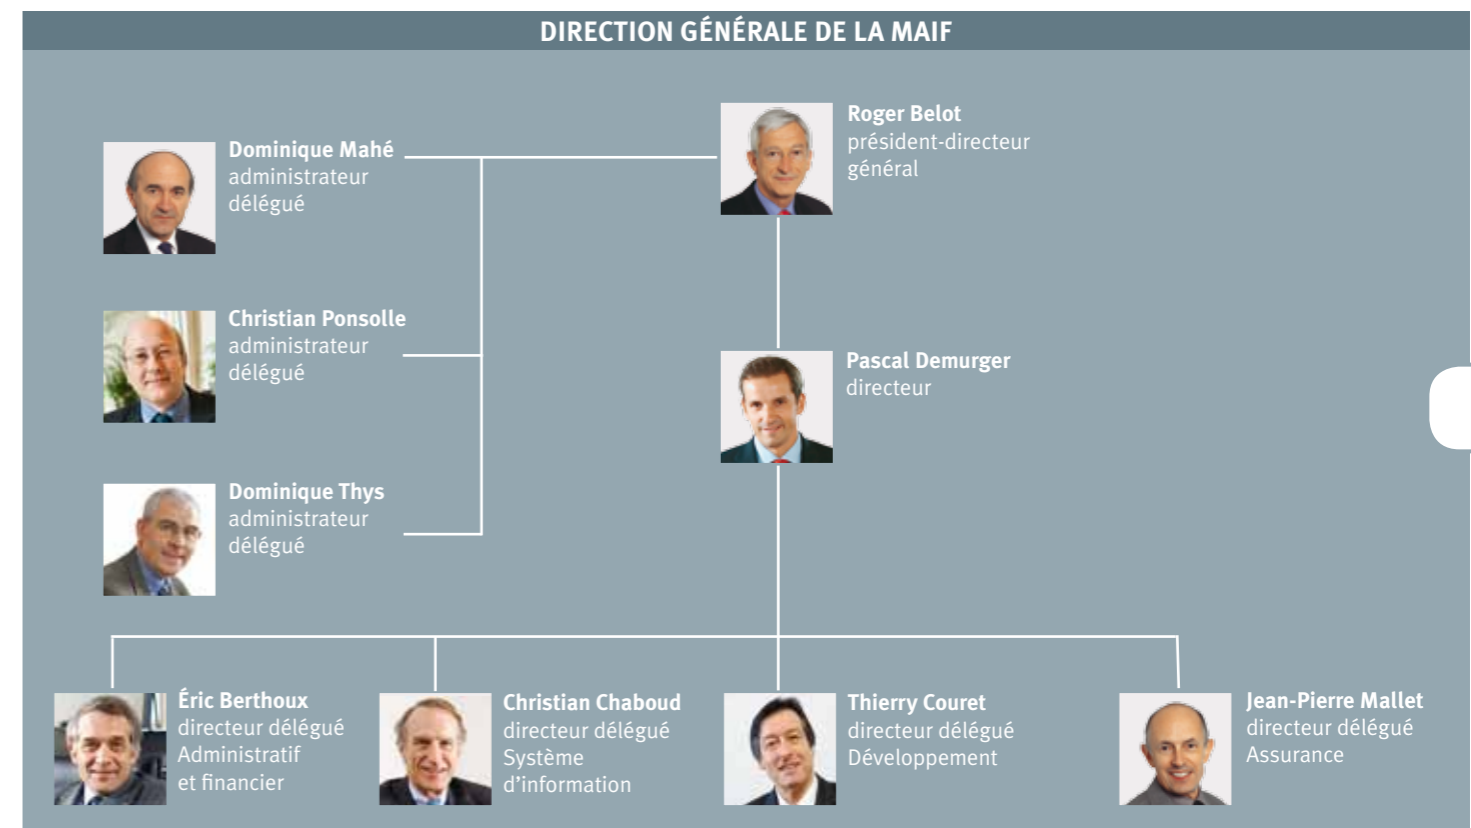 DIRECTION GÉNÉRALE DE LA MAIF
Roger Belot
président-directeur
général
Dominique Mahé
administrateur
délégué
Christian Ponsolle
administrateur
délégué
Pascal Demurger
directeur
Dominique Thys
administrateur
délégué
Éric Berthoux
directeur délégué
Administratif
et financier
Christian Chaboud
directeur délégué
Système
d’information
Thierry Couret
directeur délégué
Développement
Jean-Pierre Mallet
directeur délégué
Assurance